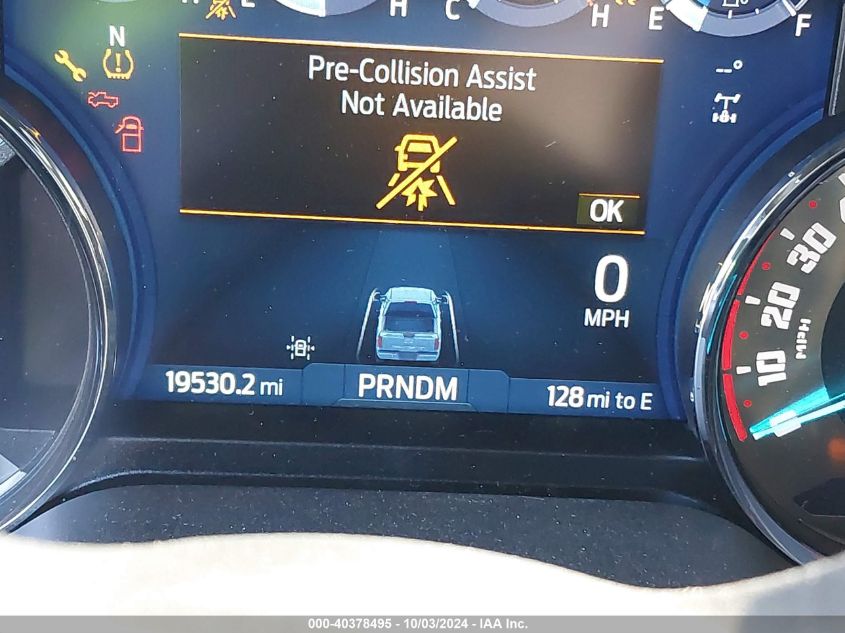 H C H E F
N
Pre-Collision Assist
Not Available
--°
OK
0
MPH
30
20
10
MPH
19530.2 mi
PRNDM
128 mi to E
000-40378495 - 10/03/2024 - IAA Inc.